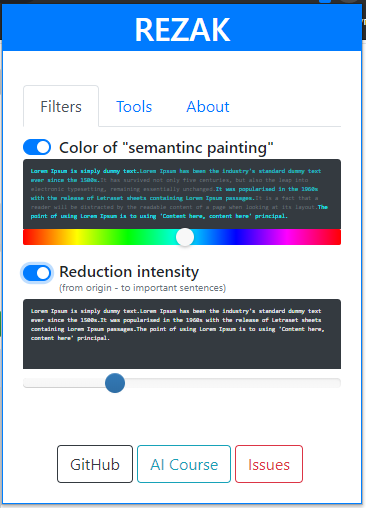 REZAK
Filters Tools About
Color of "semantinc painting"
Lorem Ipsum is simply dummy text.Lorem Ipsum has been the industry's standard dummy text
ever since the 1500s.It has survived not only five centuries, but also the leap into
electronic typesetting, remaining essentially unchanged.It was popularised in the 1960s
with the release of Letraset sheets containing Lorem Ipsum passages.It is a fact that a
reader will be distracted by the readable content of a page when looking at its layout.The
point of using Lorem Ipsum is to using 'Content here, content here' principal.
Reduction intensity
(from origin - to important sentences)
Lorem Ipsum is simply dummy text.Lorem Ipsum has been the industry's standard dummy text
ever since the 1500s.It was popularised in the 1960s with the release of Letraset sheets
containing Lorem Ipsum passages.The point of using Lorem Ipsum is to using 'Content here,
content here' principal.
GitHub AI Course Issues